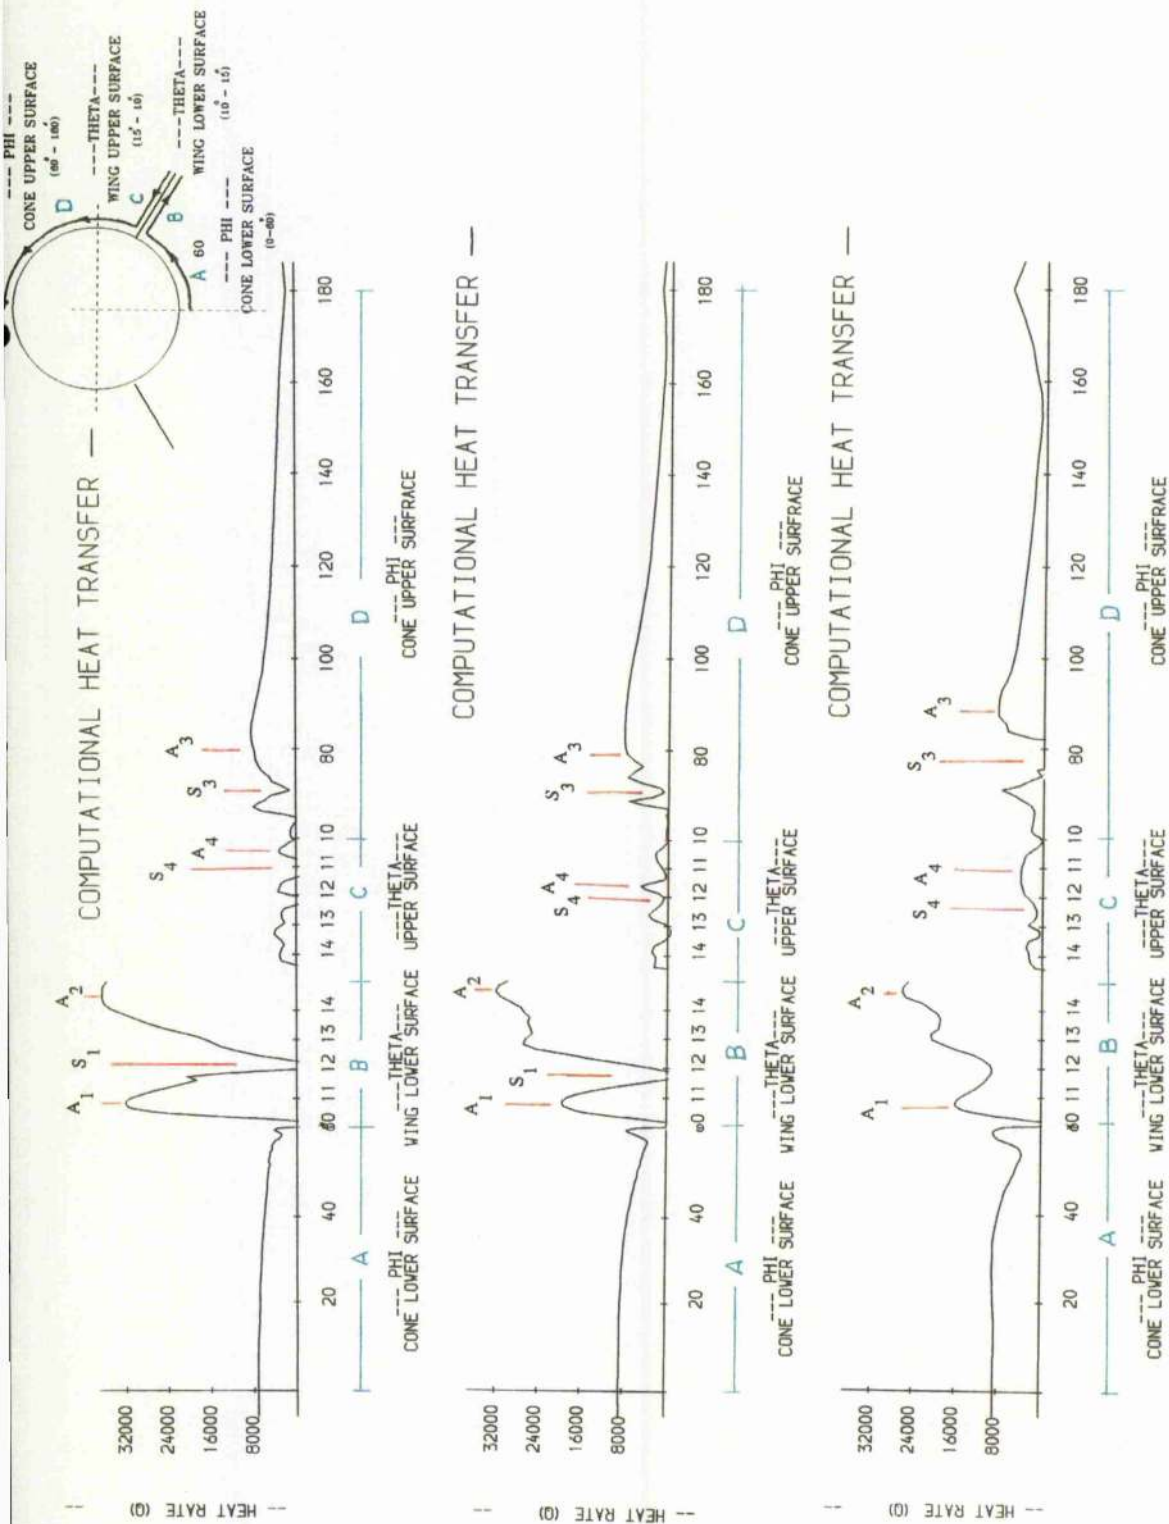 --- PHI ---
CONE UPPER SURFACE
(60° - 180)
D
---THETA---
WING UPPER SURFACE
(15° - 10°)
C
---THETA---
WING LOWER SURFACE
(10° - 15°)
B
A 60
--- PHI ---
CONE LOWER SURFACE
(0-60°)
COMPUTATIONAL HEAT TRANSFER —
-- HEAT RATE (Q) --
32000
24000
16000
8000
A1 S1 A2 S4 A4 S3 A3
20 40 60 11 12 13 14 14 13 12 11 10 80 100 120 140 160 180
A B C D
--- PHI --- ---THETA--- ---THETA--- --- PHI ---
CONE LOWER SURFACE WING LOWER SURFACE UPPER SURFACE CONE UPPER SURFRACE
COMPUTATIONAL HEAT TRANSFER —
-- HEAT RATE (Q) --
32000
24000
16000
8000
A1 S1 A2 S4 A4 S3 A3
20 40 60 11 12 13 14 14 13 12 11 10 80 100 120 140 160 180
A B C D
--- PHI --- ---THETA--- ---THETA--- --- PHI ---
CONE LOWER SURFACE WING LOWER SURFACE UPPER SURFACE CONE UPPER SURFRACE
COMPUTATIONAL HEAT TRANSFER —
-- HEAT RATE (Q) --
32000
24000
16000
8000
A1 A2 S4 A4 S3 A3
20 40 60 11 12 13 14 14 13 12 11 10 80 100 120 140 160 180
A B C D
--- PHI --- ---THETA--- ---THETA--- --- PHI ---
CONE LOWER SURFACE WING LOWER SURFACE UPPER SURFACE CONE UPPER SURFRACE